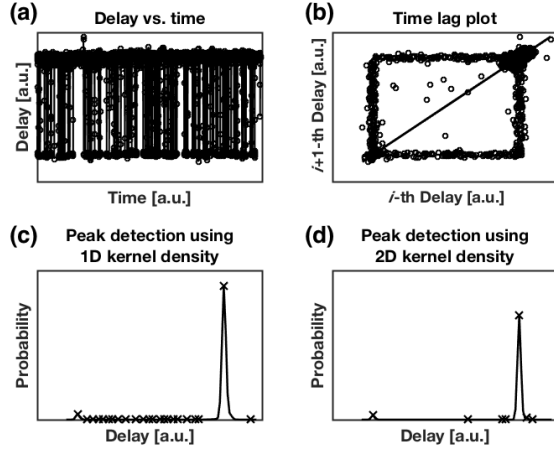 (a)
Delay vs. time
Delay [a.u.]
Time [a.u.]
(b)
Time lag plot
i+1-th Delay [a.u.]
i-th Delay [a.u.]
(c)
Peak detection using
1D kernel density
Probability
Delay [a.u.]
(d)
Peak detection using
2D kernel density
Probability
Delay [a.u.]